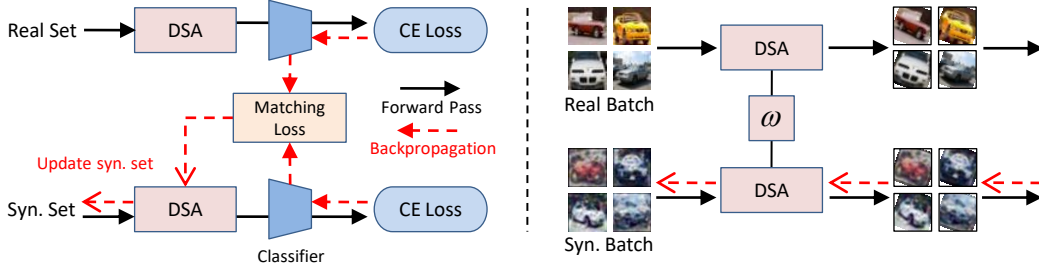 Real Set
DSA
CE Loss
Matching
Loss
Forward Pass
Backpropagation
Update syn. set
Syn. Set
DSA
CE Loss
Classifier
DSA
Real Batch
ω
DSA
Syn. Batch